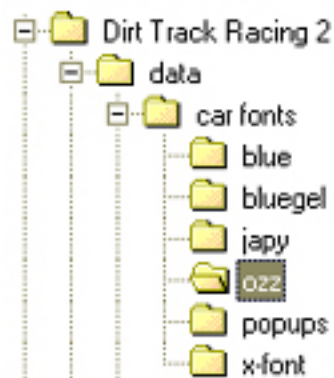 Dirt Track Racing 2
data
car fonts
blue
bluegel
japy
ozz
popups
x-font